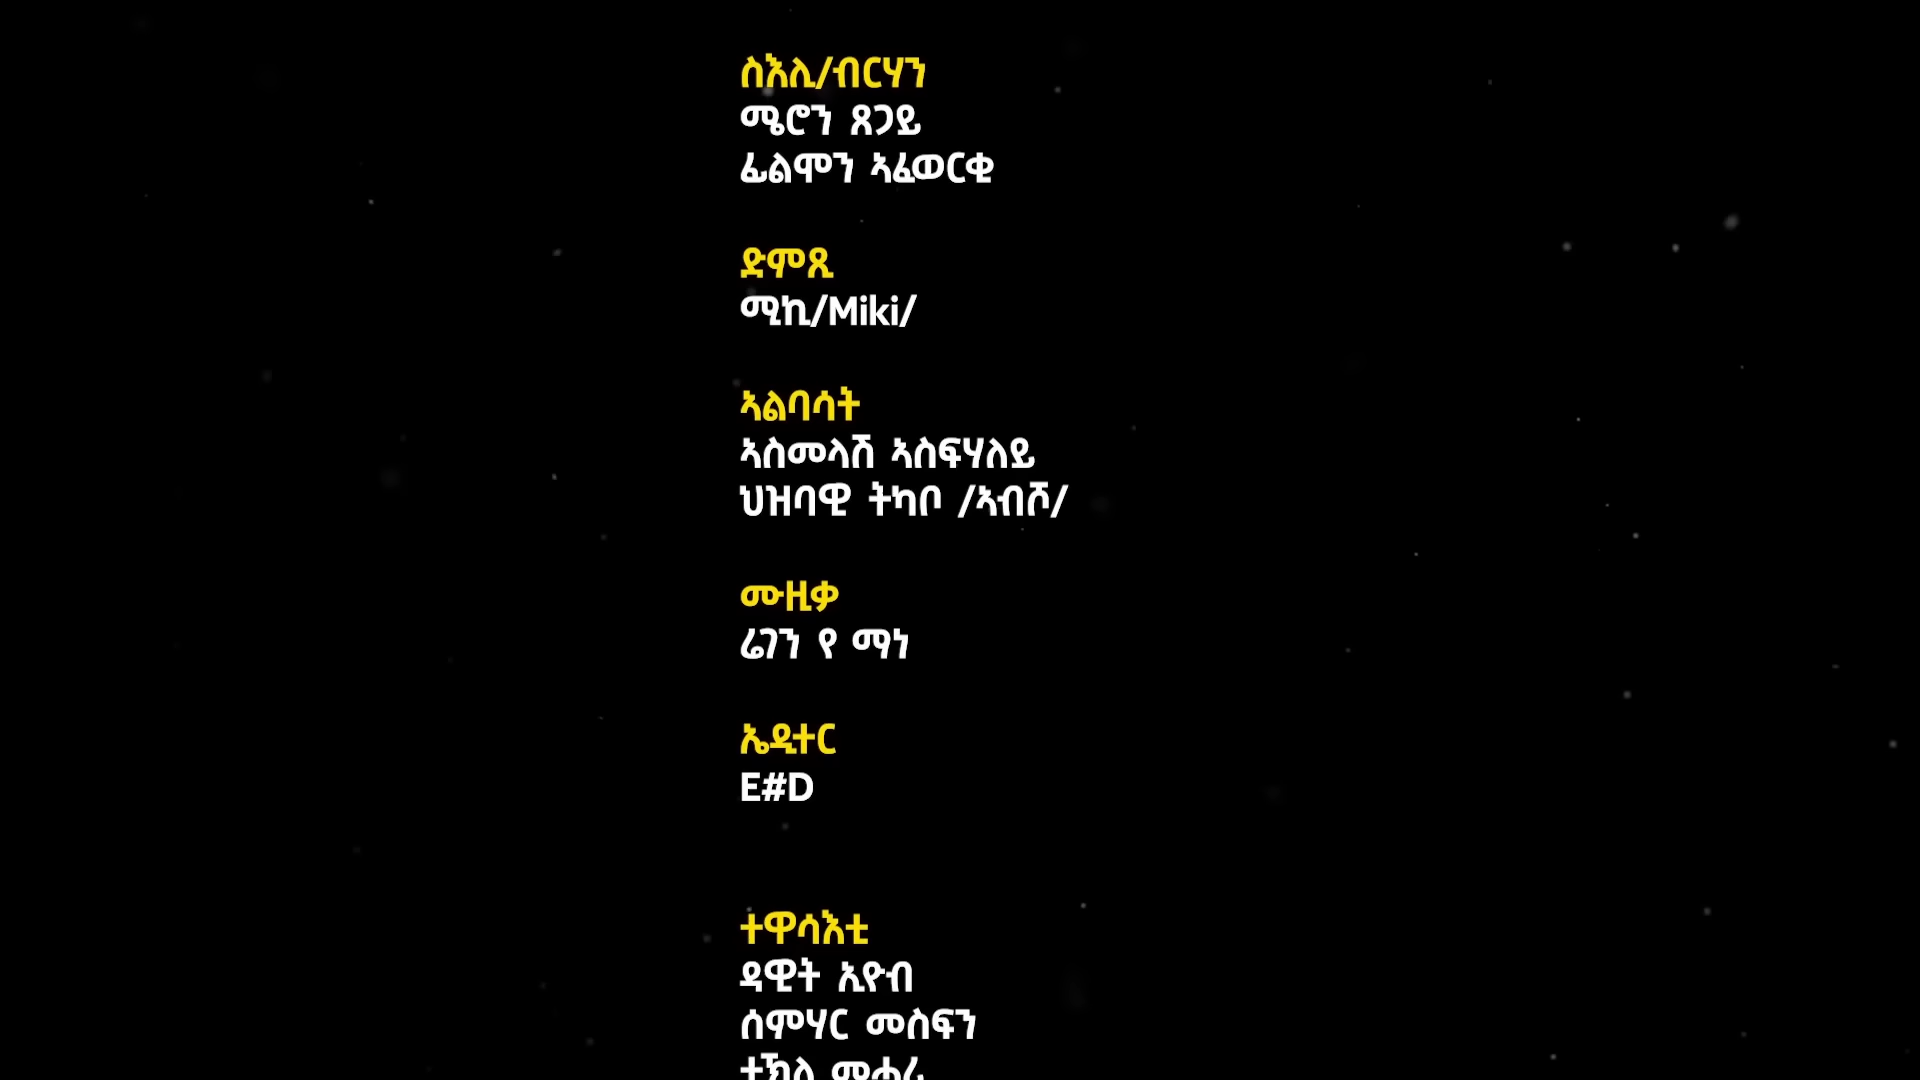 ስእሊ/ብርሃን
ሜሮን ጸጋይ
ፊልሞን ኣፈወርቂ
ድምጺ
ሚኪ/Miki/
ኣልባሳት
ኣስመላሽ ኣስፍሃለይ
ህዝባዊ ትካቦ /ኣብሾ/
ሙዚቃ
ሬገን የ ማነ
ኤዲተር
E#D
ተዋሳእቲ
ዳዊት ኢዮብ
ሰምሃር መስፍን